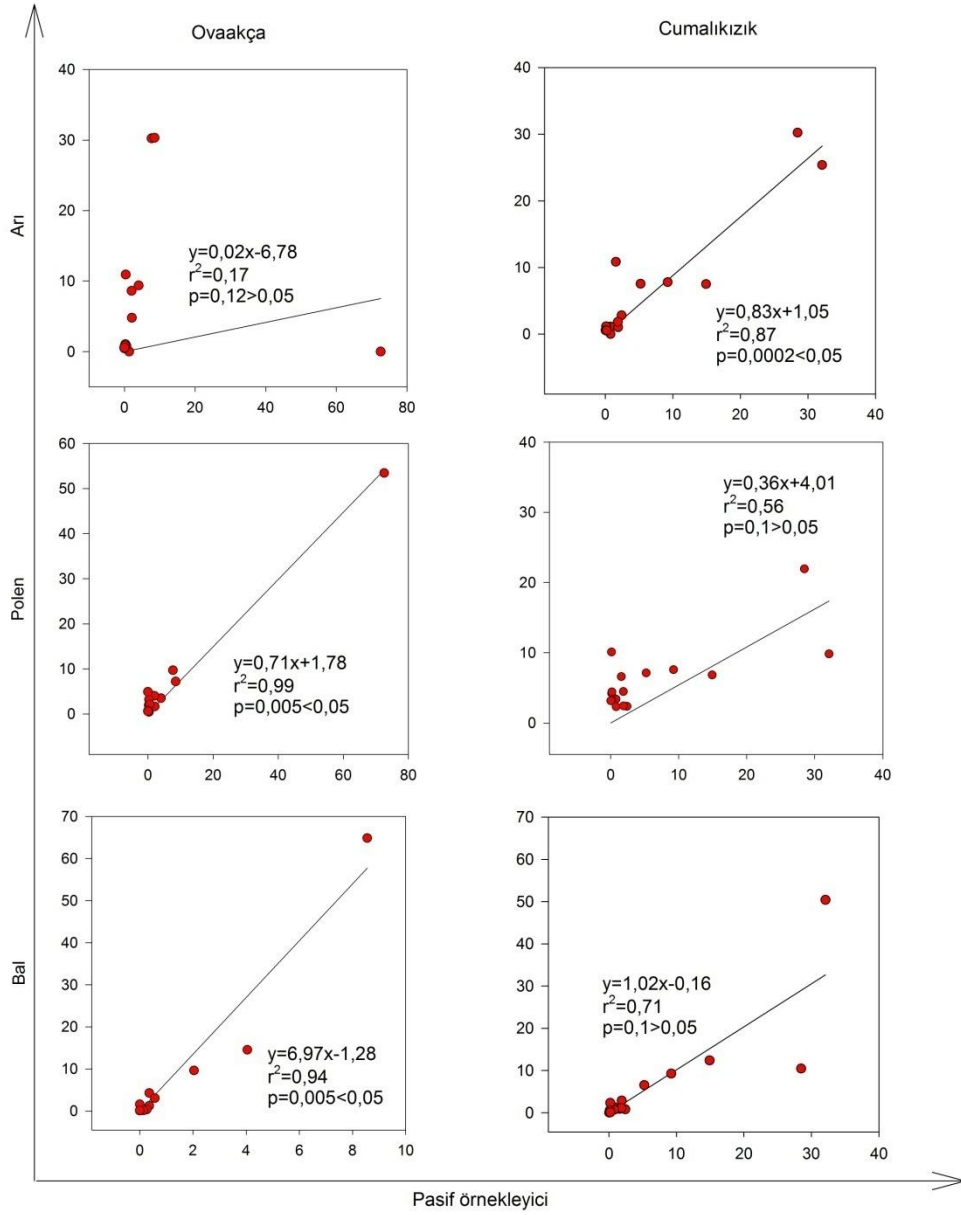 Ovaakça
Cumalıkızık
Arı
40
30
20
10
0
0 20 40 60 80
y=0,02x-6,78
r²=0,17
p=0,12>0,05
40
30
20
10
0
0 10 20 30 40
y=0,83x+1,05
r²=0,87
p=0,0002<0,05
Polen
60
50
40
30
20
10
0
0 20 40 60 80
y=0,71x+1,78
r²=0,99
p=0,005<0,05
40
30
20
10
0
0 10 20 30 40
y=0,36x+4,01
r²=0,56
p=0,1>0,05
Bal
70
60
50
40
30
20
10
0
0 2 4 6 8 10
y=6,97x-1,28
r²=0,94
p=0,005<0,05
70
60
50
40
30
20
10
0
0 10 20 30 40
y=1,02x-0,16
r²=0,71
p=0,1>0,05
Pasif örnekleyici